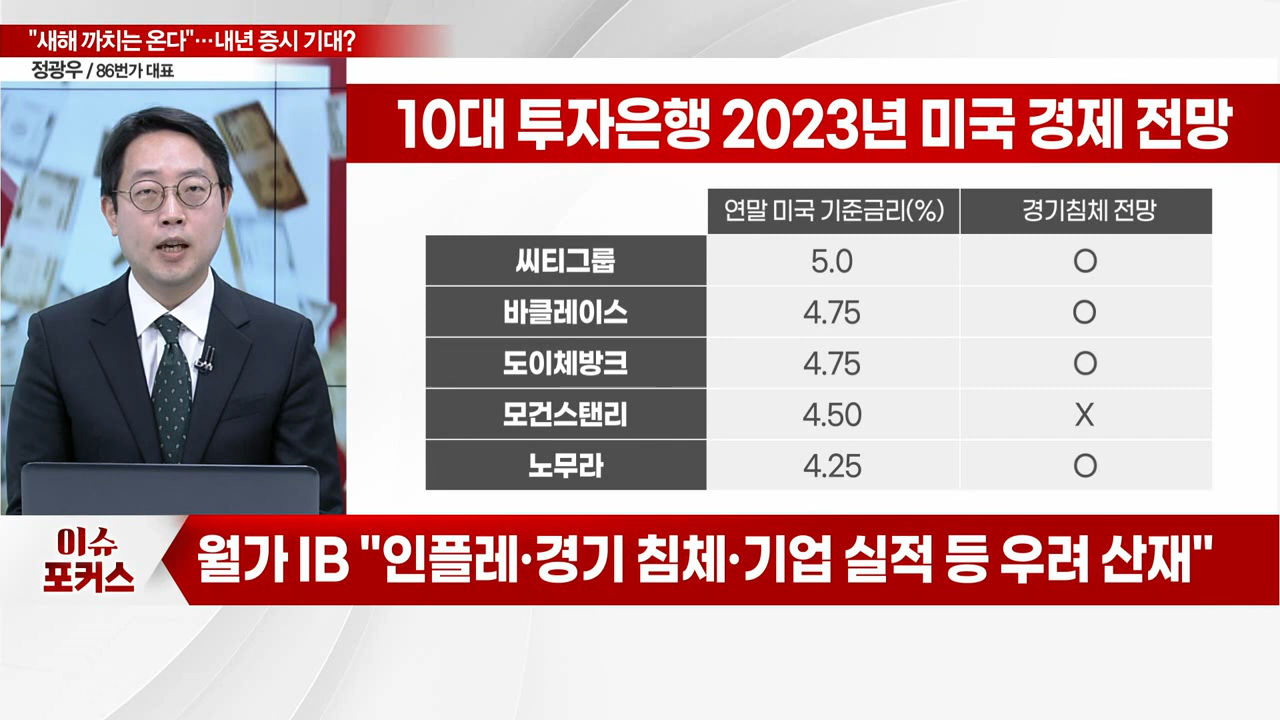 "새해 까치는 온다"…내년 증시 기대?
정광우 / 86번가 대표
10대 투자은행 2023년 미국 경제 전망
연말 미국 기준금리(%) 경기침체 전망
씨티그룹 5.0 O
바클레이스 4.75 O
도이체방크 4.75 O
모건스탠리 4.50 X
노무라 4.25 O
이슈
포커스
월가 IB "인플레·경기 침체·기업 실적 등 우려 산재"